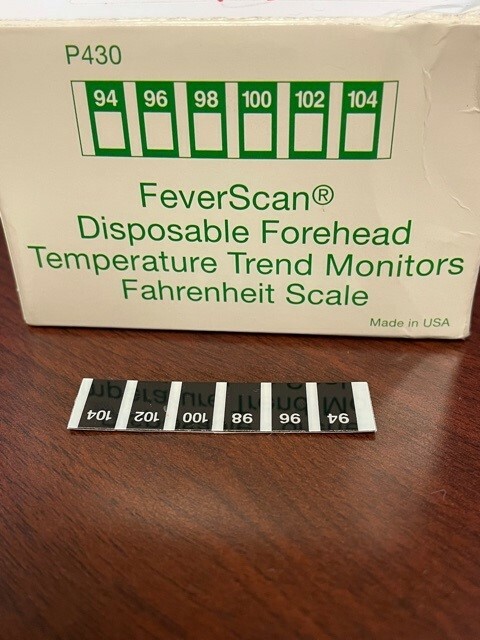 P430
94 96 98 100 102 104
FeverScan®
Disposable Forehead
Temperature Trend Monitors
Fahrenheit Scale
Made in USA
94 96 98 100 102 104